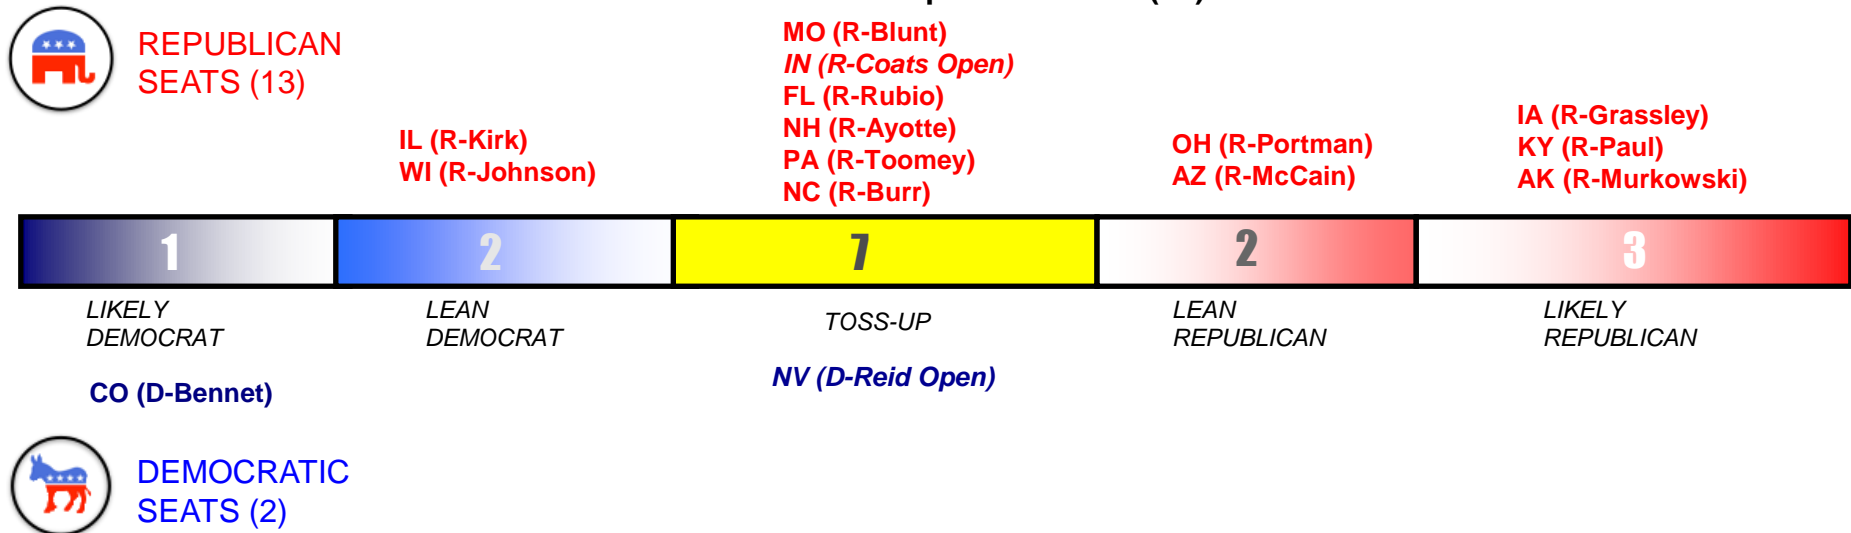 REPUBLICAN
SEATS (13)
MO (R-Blunt)
IN (R-Coats Open)
FL (R-Rubio)
NH (R-Ayotte)
PA (R-Toomey)
NC (R-Burr)
IL (R-Kirk)
WI (R-Johnson)
OH (R-Portman)
AZ (R-McCain)
IA (R-Grassley)
KY (R-Paul)
AK (R-Murkowski)
1
2
7
2
3
LIKELY
DEMOCRAT
LEAN
DEMOCRAT
TOSS-UP
LEAN
REPUBLICAN
LIKELY
REPUBLICAN
CO (D-Bennet)
NV (D-Reid Open)
DEMOCRATIC
SEATS (2)